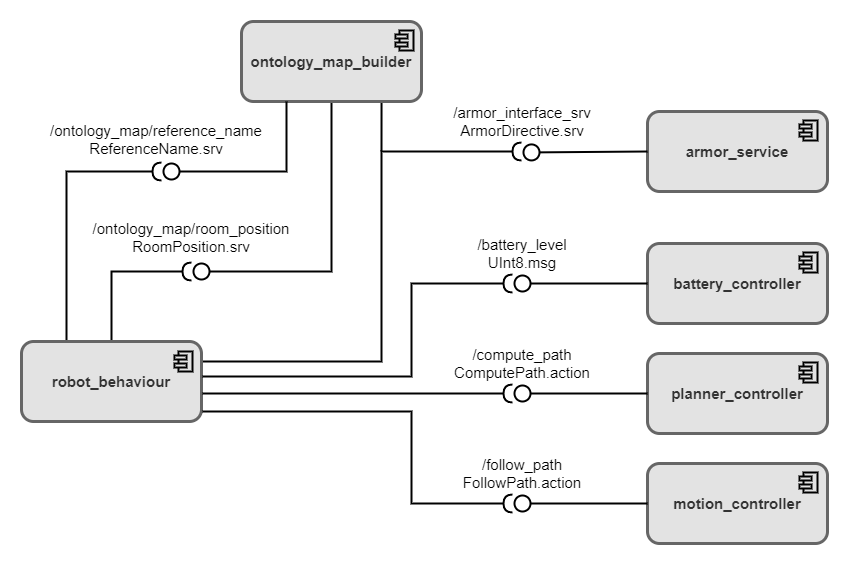 ontology_map_builder
/armor_interface_srv
ArmorDirective.srv
/ontology_map/reference_name
ReferenceName.srv
armor_service
/ontology_map/room_position
RoomPosition.srv
/battery_level
UInt8.msg
battery_controller
/compute_path
ComputePath.action
robot_behaviour
planner_controller
/follow_path
FollowPath.action
motion_controller